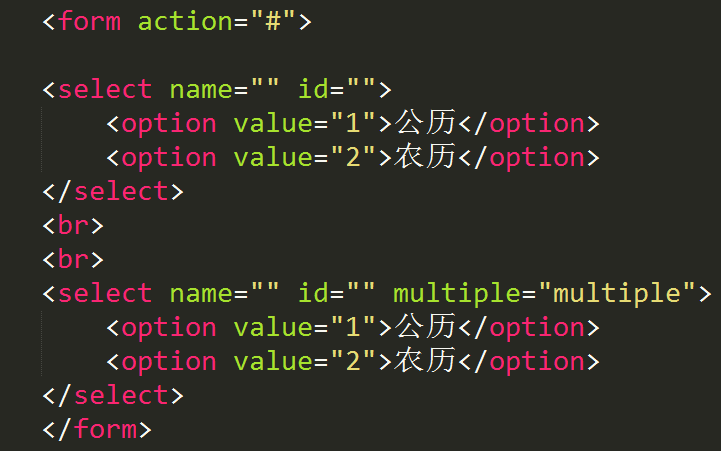 <form action="#">
<select name="" id="">
<option value="1">公历</option>
<option value="2">农历</option>
</select>
<br>
<br>
<select name="" id="" multiple="multiple">
<option value="1">公历</option>
<option value="2">农历</option>
</select>
</form>